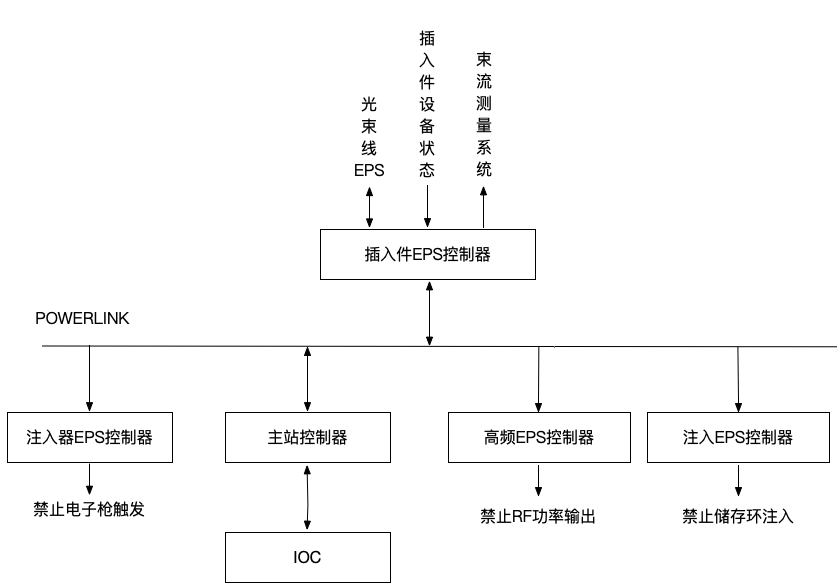 光束线EPS
插入件设备状态
束流测量系统
插入件EPS控制器
POWERLINK
注入器EPS控制器
主站控制器
高频EPS控制器
注入EPS控制器
禁止电子枪触发
禁止RF功率输出
禁止储存环注入
IOC